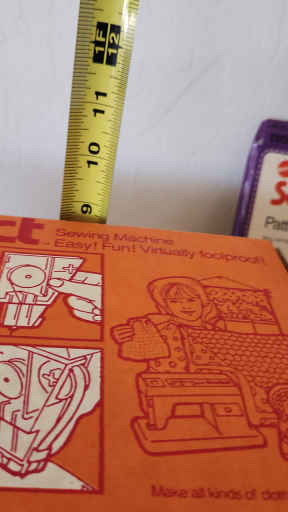 1F
12
11
10
9
ct
Sewing Machine
- Easy! Fun! Virtually foolproof!
Make all kinds of